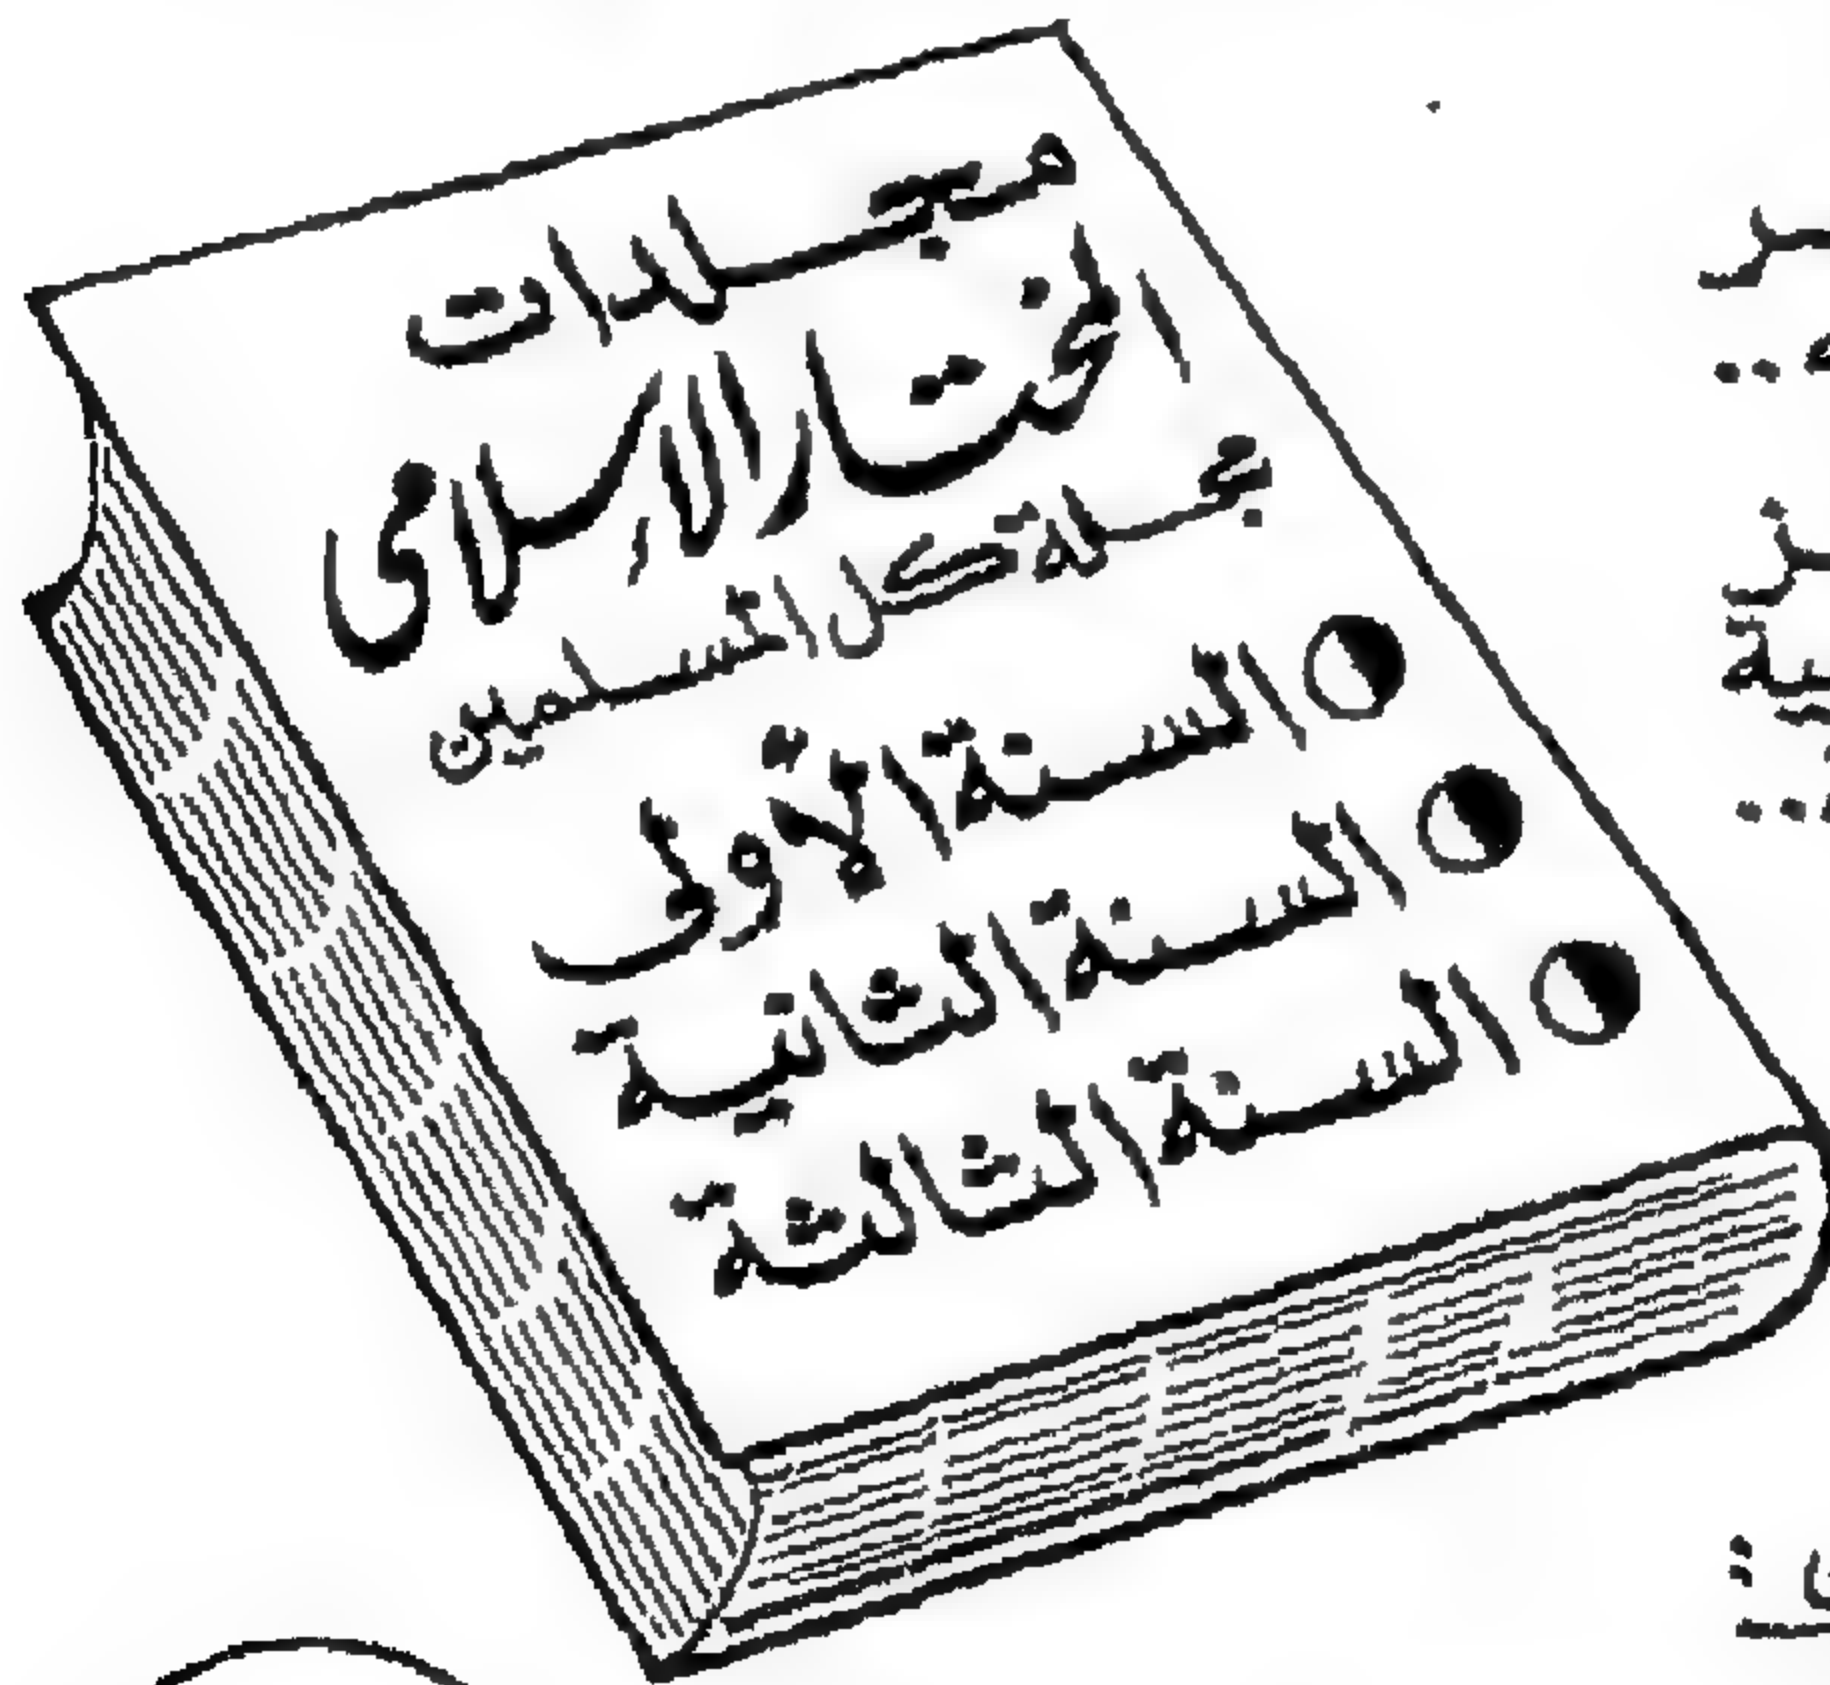 مجلدات
المختار الإسلامى
مجلة كل المسلمين
السنة الأولى
السنة الثانية
السنة الثالثة